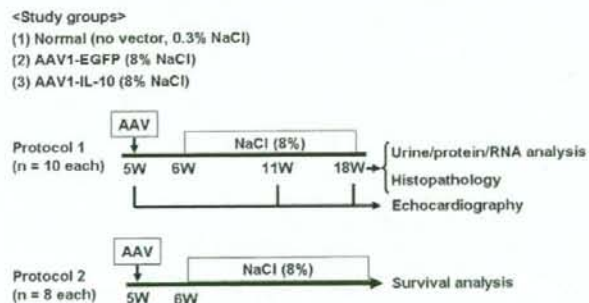 <Study groups>
(1) Normal (no vector, 0.3% NaCl)
(2) AAV1-EGFP (8% NaCl)
(3) AAV1-IL-10 (8% NaCl)
AAV
Protocol 1
(n = 10 each)
NaCl (8%)
5W 6W 11W 18W
Urine/protein/RNA analysis
Histopathology
Echocardiography
AAV
Protocol 2
(n = 8 each)
NaCl (8%)
5W 6W
Survival analysis